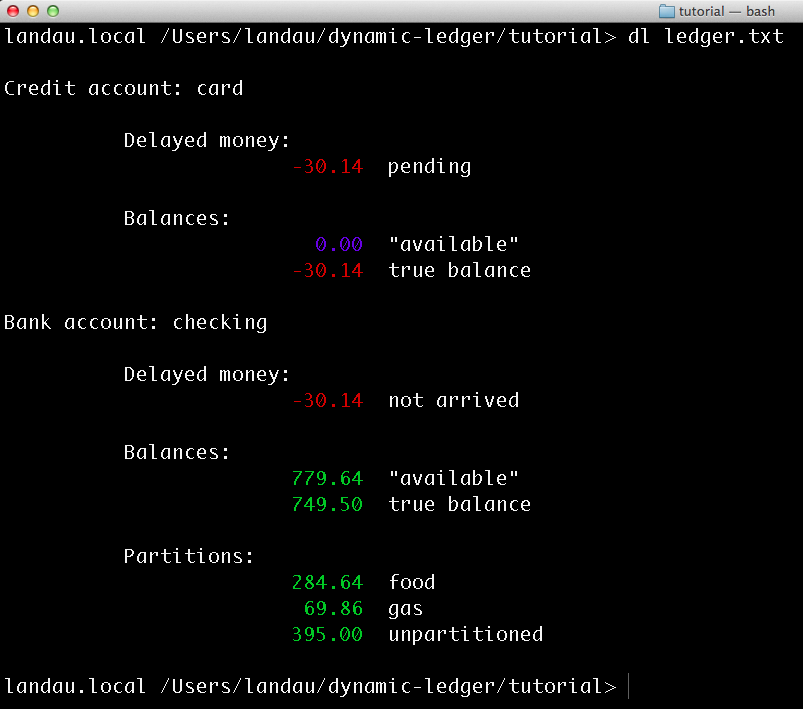 tutorial — bash
landau.local /Users/landau/dynamic-ledger/tutorial> dl ledger.txt
Credit account: card
Delayed money:
-30.14 pending
Balances:
0.00 "available"
-30.14 true balance
Bank account: checking
Delayed money:
-30.14 not arrived
Balances:
779.64 "available"
749.50 true balance
Partitions:
284.64 food
69.86 gas
395.00 unpartitioned
landau.local /Users/landau/dynamic-ledger/tutorial>